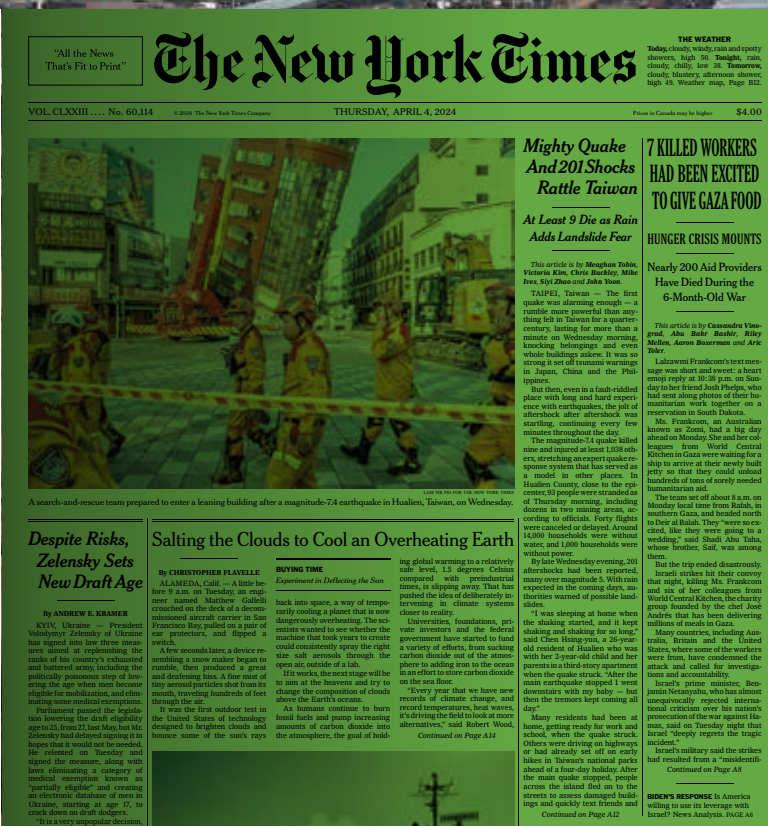 "All the News
That's Fit to Print"
The New York Times
THE WEATHER
Today, cloudy, windy, rain and spotty
showers, high 50. Tonight, rain,
cloudy, chilly, low 38. Tomorrow,
cloudy, blustery, afternoon shower,
high 49. Weather map, Page B12.
VOL. CLXXIII .... No. 60,114
© 2024 The New York Times Company
THURSDAY, APRIL 4, 2024
Prices in Canada may be higher
$4.00
LAM YIK FEI FOR THE NEW YORK TIMES
A search-and-rescue team prepared to enter a leaning building after a magnitude-7.4 earthquake in Hualien, Taiwan, on Wednesday.
Mighty Quake
And 201 Shocks
Rattle Taiwan
At Least 9 Die as Rain
Adds Landslide Fear
This article is by Meaghan Tobin,
Victoria Kim, Chris Buckley, Mike
Ives, Siyi Zhao and John Yoon.
TAIPEI, Taiwan — The first
quake was alarming enough — a
rumble more powerful than any-
thing felt in Taiwan for a quarter-
century, lasting for more than a
minute on Wednesday morning,
knocking belongings and even
whole buildings askew. It was so
strong it set off tsunami warnings
in Japan, China and the Phil-
ippines.
But then, even in a fault-riddled
place with long and hard experi-
ence with earthquakes, the jolt of
aftershock after aftershock was
startling, continuing every few
minutes throughout the day.
The magnitude-7.4 quake killed
nine and injured at least 1,038 oth-
ers, stretching an expert quake re-
sponse system that has served as
a model in other places. In
Hualien County, close to the epi-
center, 93 people were stranded as
of Thursday morning, including
dozens in two mining areas, ac-
cording to officials. Forty flights
were canceled or delayed. Around
14,000 households were without
water, and 1,000 households were
without power.
By late Wednesday evening, 201
aftershocks had been reported,
many over magnitude 5. With rain
expected in the coming days, au-
thorities warned of possible land-
slides.
"I was sleeping at home when
the shaking started, and it kept
shaking and shaking for so long,"
said Chen Hsing-yun, a 26-year-
old resident of Hualien who was
with her 2-year-old child and her
parents in a third-story apartment
when the quake struck. "After the
main earthquake stopped I went
downstairs with my baby — but
then the tremors kept coming all
day."
Many residents had been at
home, getting ready for work and
school, when the quake struck.
Others were driving on highways
or had already set off on early
hikes in Taiwan's national parks
ahead of a four-day holiday. After
the main quake stopped, people
across the island fled on to the
streets to assess damaged build-
ings and quickly text friends and
Continued on Page A12
7 KILLED WORKERS
HAD BEEN EXCITED
TO GIVE GAZA FOOD
HUNGER CRISIS MOUNTS
Nearly 200 Aid Providers
Have Died During the
6-Month-Old War
This article is by Cassandra Vino-
grad, Abu Bakr Bashir, Riley
Mellen, Aaron Boxerman and Aric
Toler.
Lalzawmi Frankcom's text mes-
sage was short and sweet: a heart
emoji reply at 10:38 p.m. on Sun-
day to her friend Josh Phelps, who
had sent along photos of their hu-
manitarian work together on a
reservation in South Dakota.
Ms. Frankcom, an Australian
known as Zomi, had a big day
ahead on Monday. She and her col-
leagues from World Central
Kitchen in Gaza were waiting for a
ship to arrive at their newly built
jetty so that they could unload
hundreds of tons of sorely needed
humanitarian aid.
The team set off about 8 a.m. on
Monday local time from Rafah, in
southern Gaza, and headed north
to Deir al Balah. They "were so ex-
cited, like they were going to a
wedding," said Shadi Abu Taha,
whose brother, Saif, was among
them.
But the trip ended disastrously.
Israeli strikes hit their convoy
that night, killing Ms. Frankcom
and six of her colleagues from
World Central Kitchen, the charity
group founded by the chef José
Andrés that has been delivering
millions of meals in Gaza.
Many countries, including Aus-
tralia, Britain and the United
States, where some of the workers
were from, have condemned the
attack and called for investiga-
tions and accountability.
Israel's prime minister, Ben-
jamin Netanyahu, who has almost
unequivocally rejected interna-
tional criticism over his nation's
prosecution of the war against Ha-
mas, said on Tuesday night that
Israel "deeply regrets the tragic
incident."
Israel's military said the strikes
had resulted from a "misidentifi-
Continued on Page A8
BIDEN'S RESPONSE Is America
willing to use its leverage with
Israel? News Analysis. PAGE A6
Despite Risks,
Zelensky Sets
New Draft Age
By ANDREW E. KRAMER
KYIV, Ukraine — President
Volodymyr Zelensky of Ukraine
has signed into law three meas-
ures aimed at replenishing the
ranks of his country's exhausted
and battered army, including the
politically poisonous step of low-
ering the age when men become
eligible for mobilization, and elim-
inating some medical exemptions.
Parliament passed the legisla-
tion lowering the draft eligibility
age to 25, from 27, last May, but Mr.
Zelensky had delayed signing it in
hopes that it would not be needed.
He relented on Tuesday and
signed the measure, along with
laws eliminating a category of
medical exemption known as
"partially eligible" and creating
an electronic database of men in
Ukraine, starting at age 17, to
crack down on draft dodgers.
"It is a very unpopular decision,
Salting the Clouds to Cool an Overheating Earth
By CHRISTOPHER FLAVELLE
ALAMEDA, Calif. — A little be-
fore 9 a.m. on Tuesday, an engi-
neer named Matthew Gallelli
crouched on the deck of a decom-
missioned aircraft carrier in San
Francisco Bay, pulled on a pair of
ear protectors, and flipped a
switch.
A few seconds later, a device re-
sembling a snow maker began to
rumble, then produced a great
and deafening hiss. A fine mist of
tiny aerosol particles shot from its
mouth, traveling hundreds of feet
through the air.
It was the first outdoor test in
the United States of technology
designed to brighten clouds and
bounce some of the sun's rays
BUYING TIME
Experiment in Deflecting the Sun
back into space, a way of tempo-
rarily cooling a planet that is now
dangerously overheating. The sci-
entists wanted to see whether the
machine that took years to create
could consistently spray the right
size salt aerosols through the
open air, outside of a lab.
If it works, the next stage will be
to aim at the heavens and try to
change the composition of clouds
above the Earth's oceans.
As humans continue to burn
fossil fuels and pump increasing
amounts of carbon dioxide into
the atmosphere, the goal of hold-
ing global warming to a relatively
safe level, 1.5 degrees Celsius
compared with preindustrial
times, is slipping away. That has
pushed the idea of deliberately in-
tervening in climate systems
closer to reality.
Universities, foundations, pri-
vate investors and the federal
government have started to fund
a variety of efforts, from sucking
carbon dioxide out of the atmos-
phere to adding iron to the ocean
in an effort to store carbon dioxide
on the sea floor.
"Every year that we have new
records of climate change, and
record temperatures, heat waves,
it's driving the field to look at more
alternatives," said Robert Wood,
Continued on Page A14